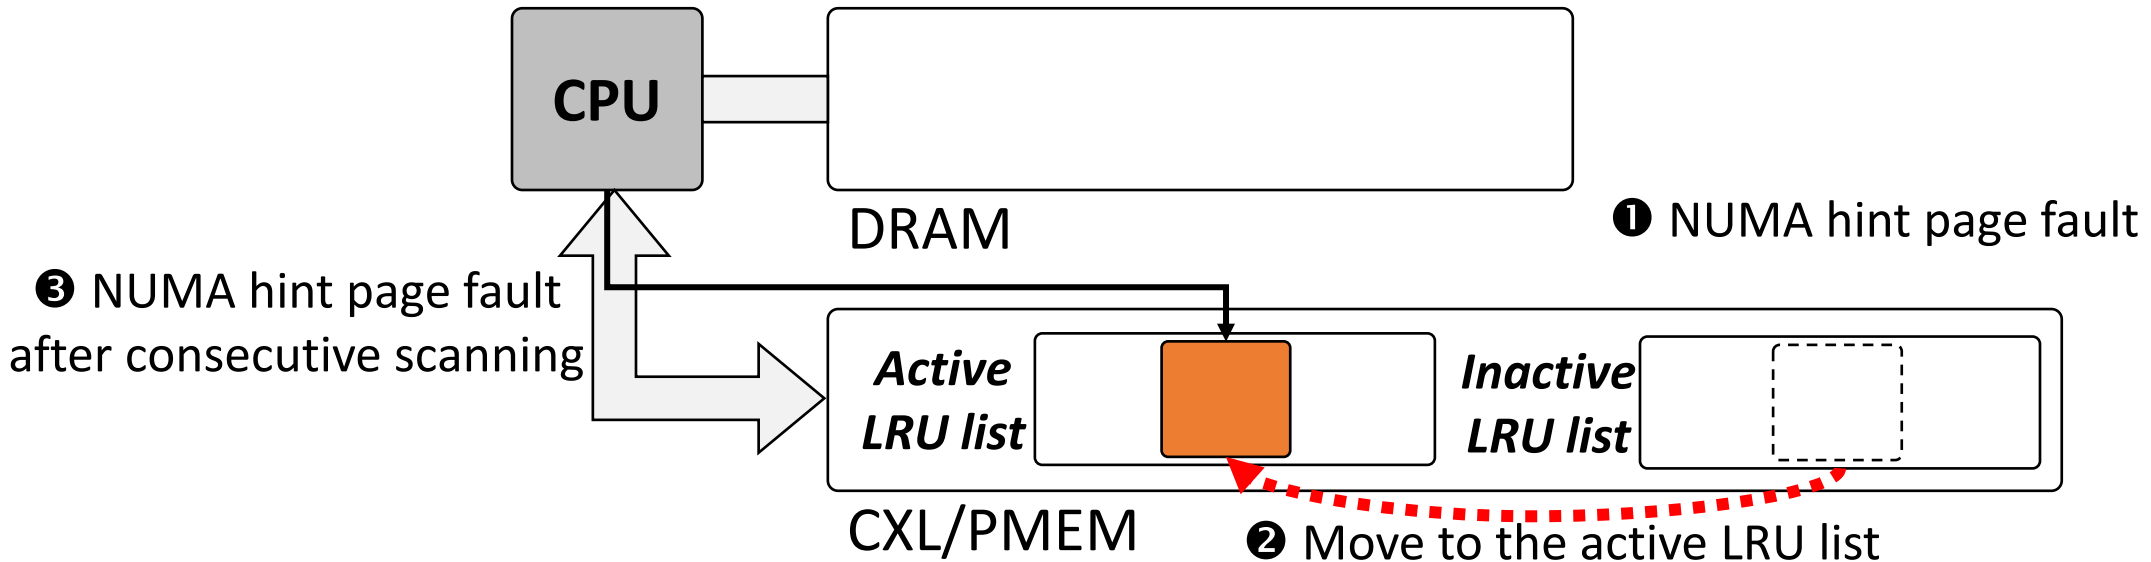 CPU
DRAM
❶ NUMA hint page fault
❸ NUMA hint page fault
after consecutive scanning
Active
LRU list
Inactive
LRU list
CXL/PMEM
❷ Move to the active LRU list